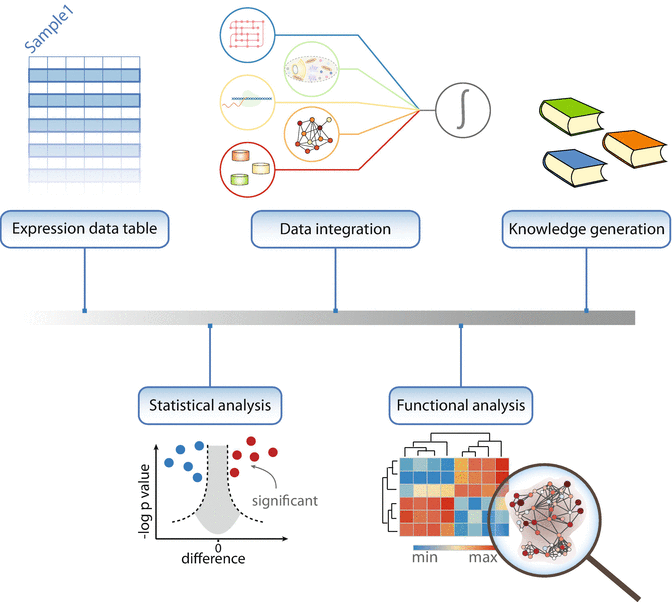 Sample1
Expression data table
Data integration
Knowledge generation
Statistical analysis
Functional analysis
-log p value
significant
0
difference
min
max